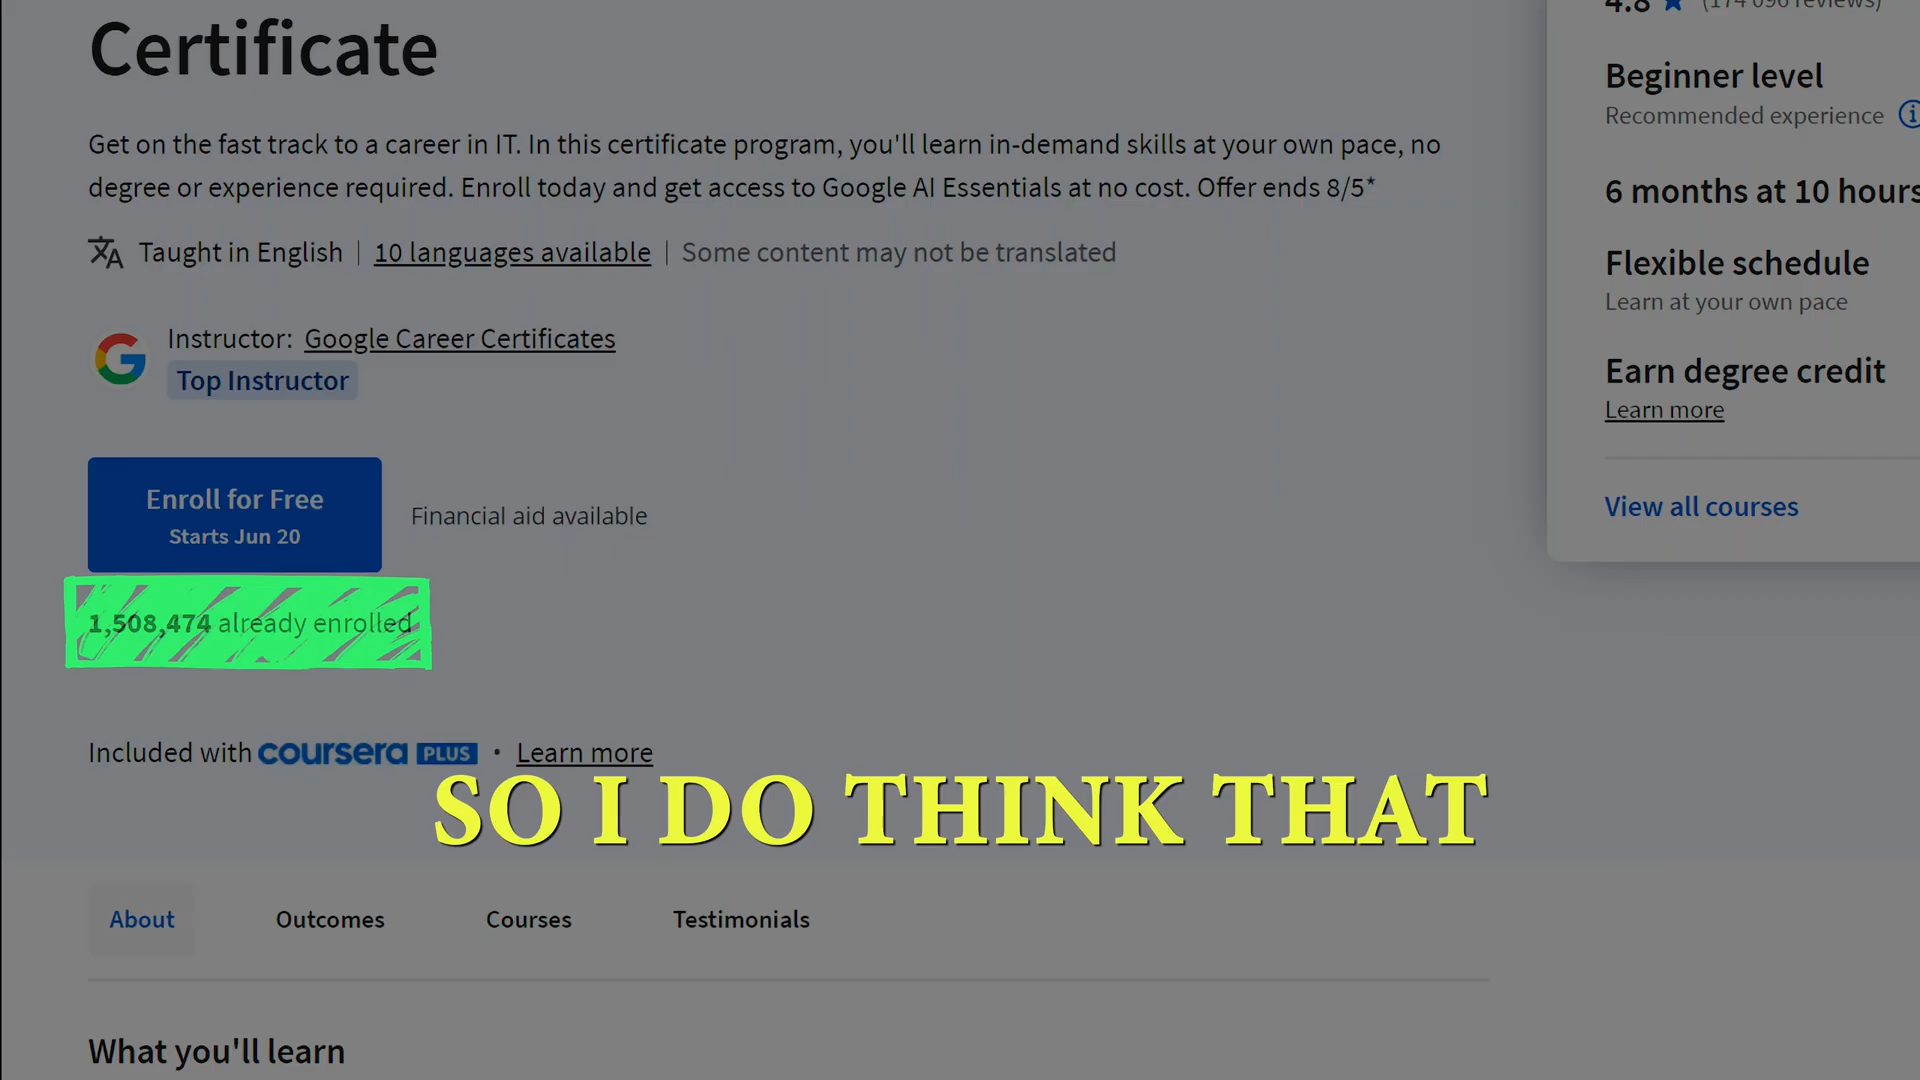 Certificate
Get on the fast track to a career in IT. In this certificate program, you'll learn in-demand skills at your own pace, no
degree or experience required. Enroll today and get access to Google AI Essentials at no cost. Offer ends 8/5*
Taught in English | 10 languages available | Some content may not be translated
Instructor: Google Career Certificates
Top Instructor
Enroll for Free
Starts Jun 20
Financial aid available
1,508,474 already enrolled
Included with coursera PLUS • Learn more
SO I DO THINK THAT
About
Outcomes
Courses
Testimonials
What you'll learn
4.8
reviews)
Beginner level
Recommended experience
6 months at 10 hours
Flexible schedule
Learn at your own pace
Earn degree credit
Learn more
View all courses